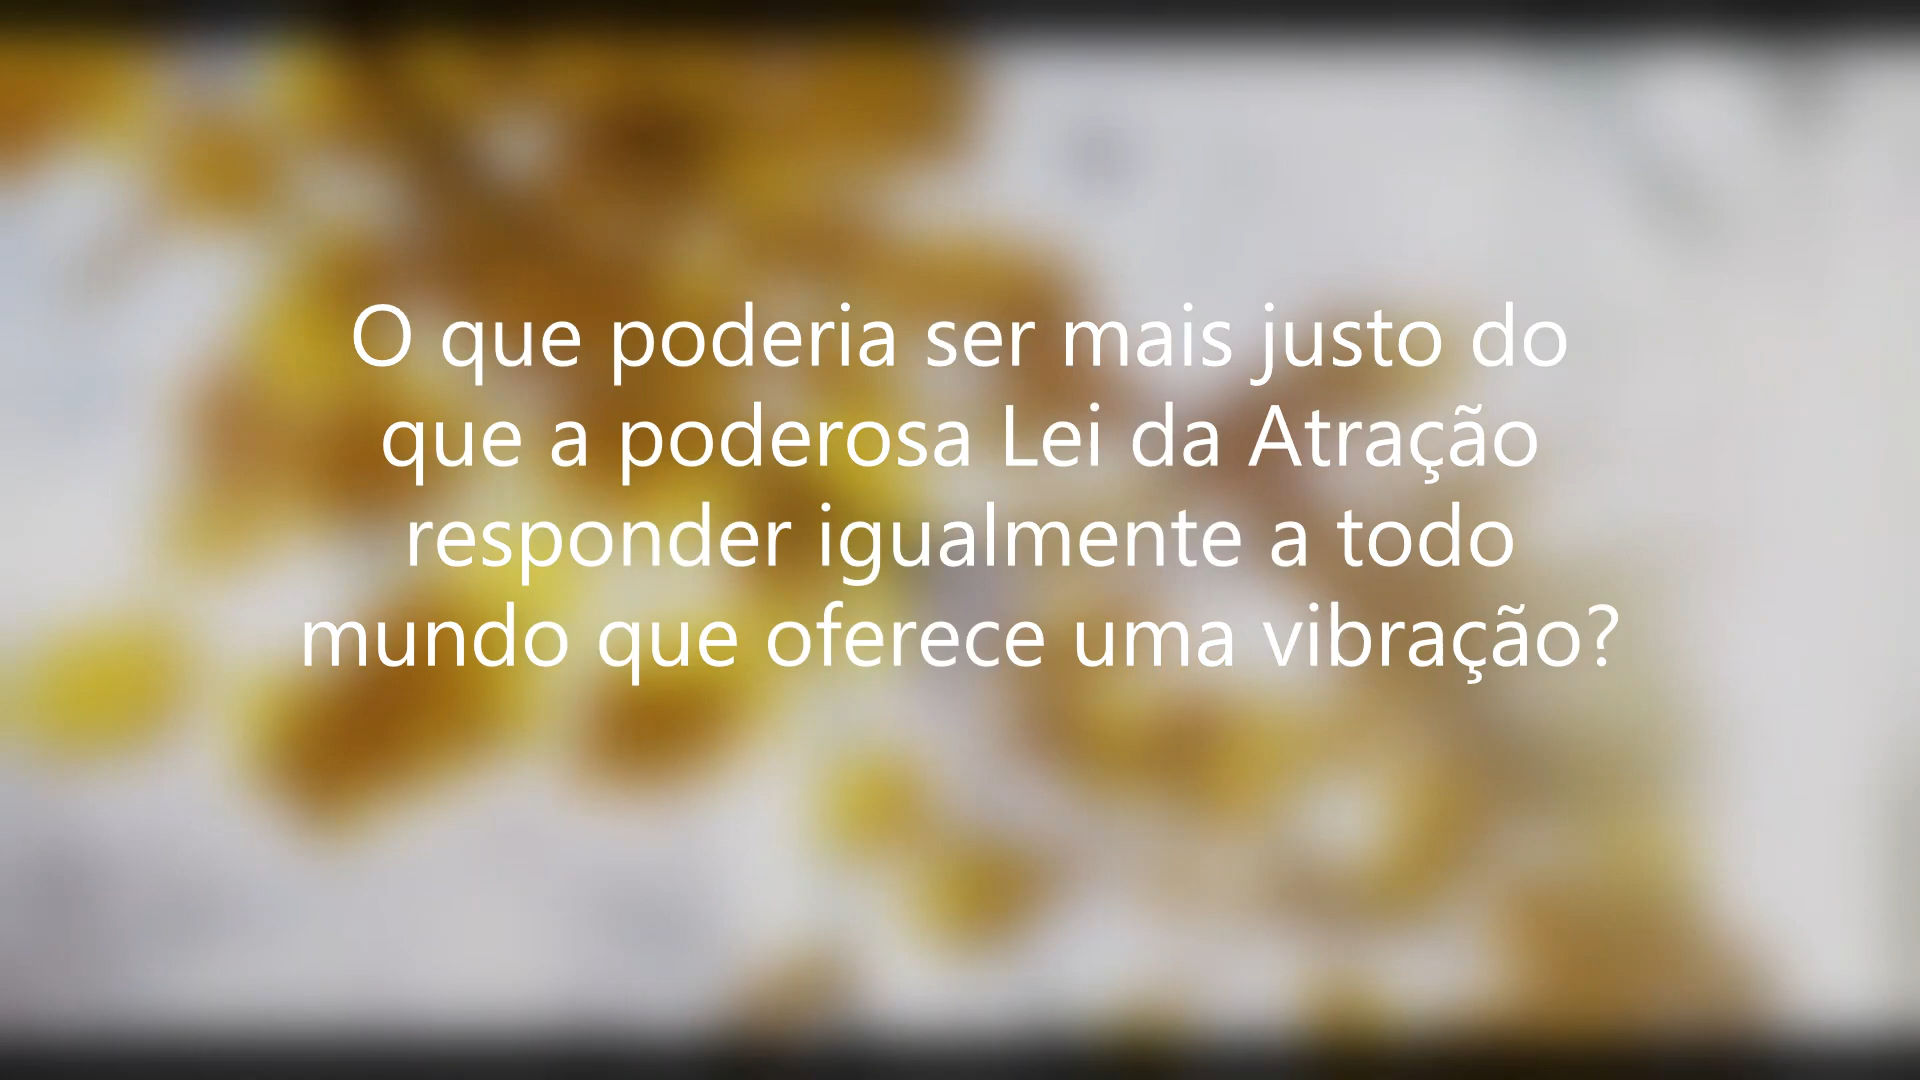 O que poderia ser mais justo do
que a poderosa Lei da Atração
responder igualmente a todo
mundo que oferece uma vibração?